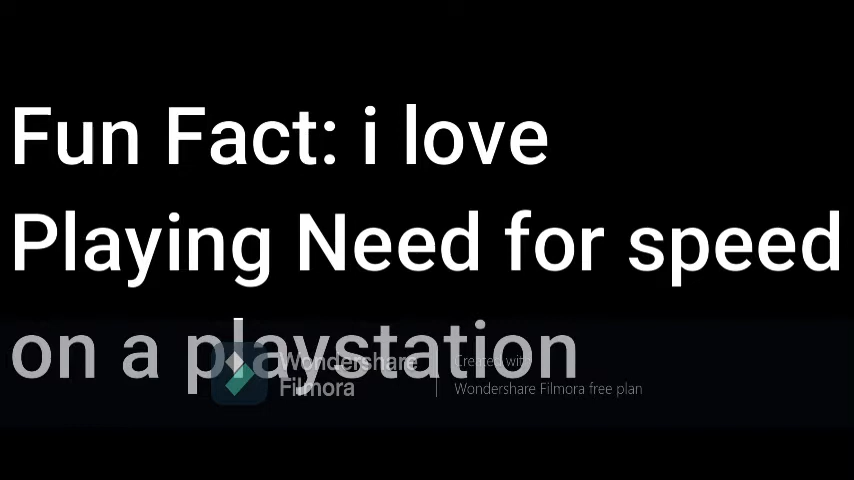 Fun Fact: i love
Playing Need for speed
on a playstation
Wondershare
Filmora
Created with
Wondershare Filmora free plan